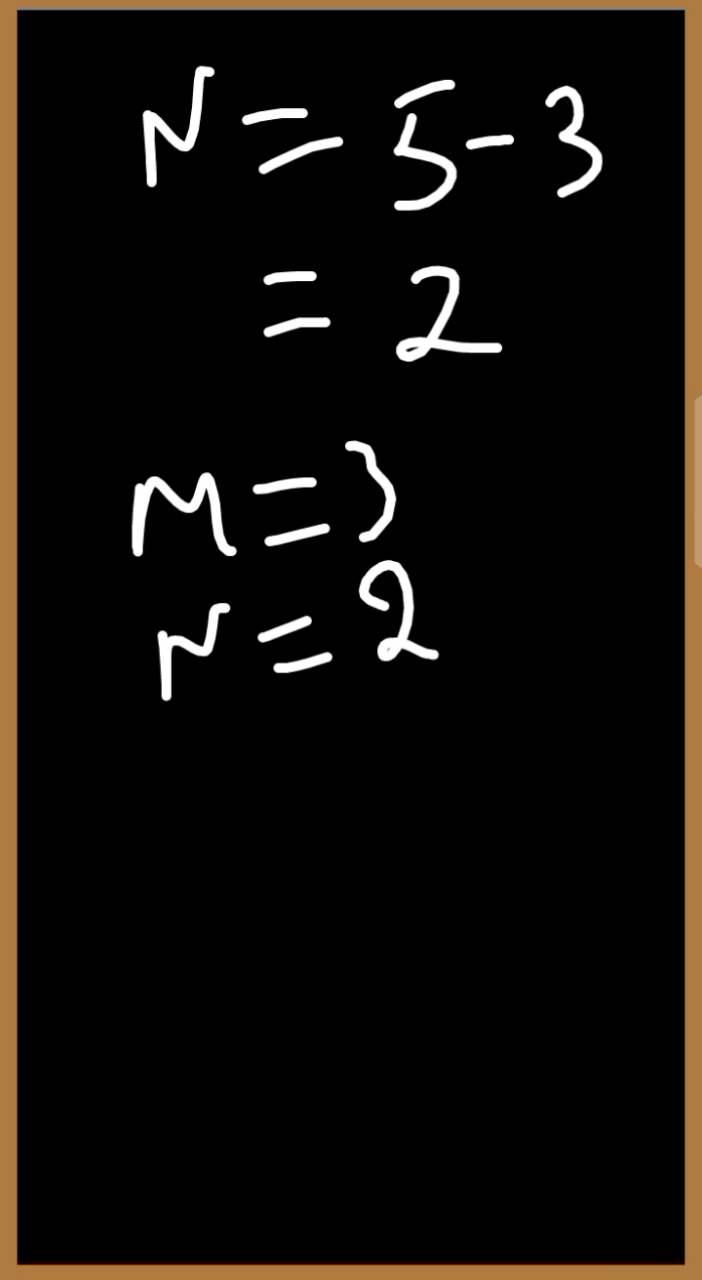 N = 5 - 3
= 2
M = 3
N = 2